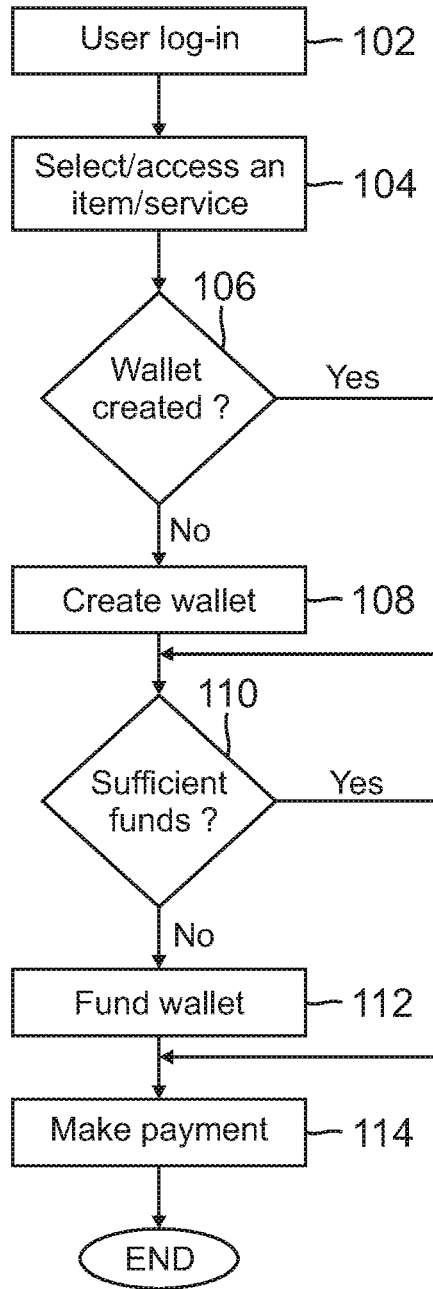 User log-in
102
Select/access an
item/service
104
106
Wallet
created ?
Yes
No
Create wallet
108
110
Sufficient
funds ?
Yes
No
Fund wallet
112
Make payment
114
END